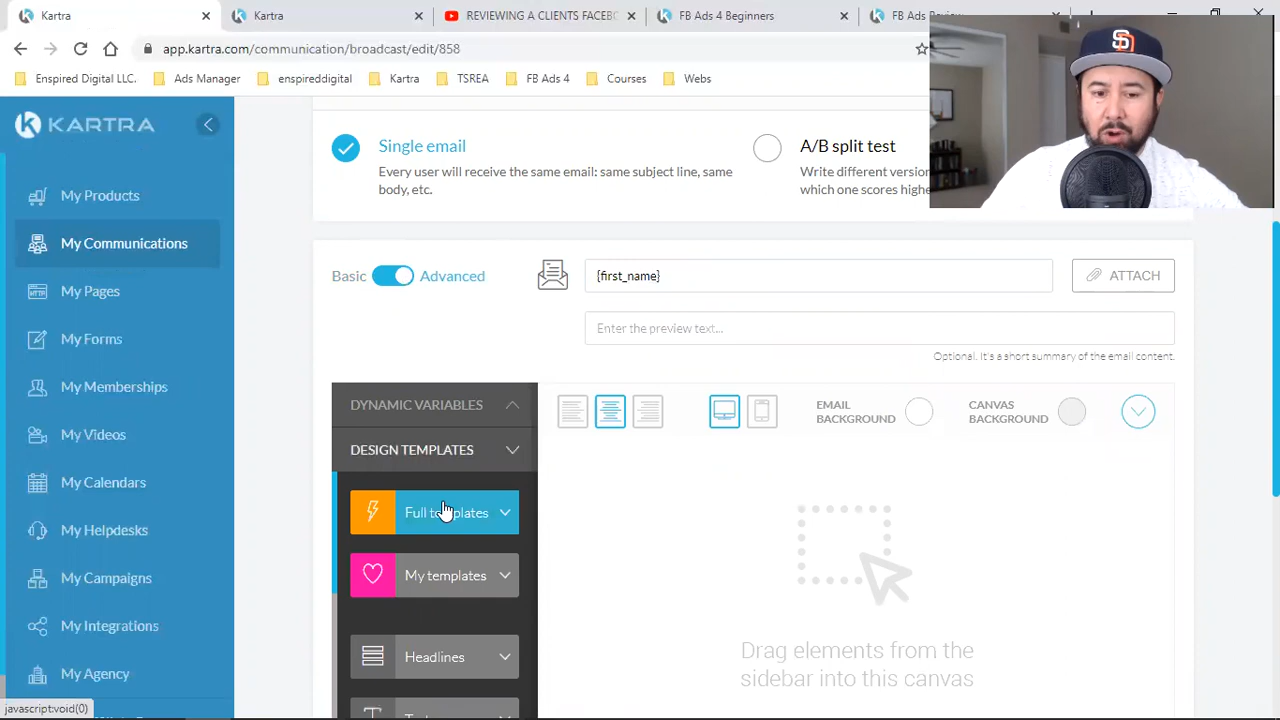 Kartra
Kartra
REVIEWING A CLIENTS FACEB
FB Ads 4 Beginners
FB Ads Review
app.kartra.com/communication/broadcast/edit/858
Enspired Digital LLC.
Ads Manager
enspireddigital
Kartra
TSREA
FB Ads 4
Courses
Webs
KARTRA
My Products
My Communications
My Pages
My Forms
My Memberships
My Videos
My Calendars
My Helpdesks
My Campaigns
My Integrations
My Agency
javascript:void(0)
Single email
Every user will receive the same email: same subject line, same
body, etc.
A/B split test
Write different versio
which one scores highe
Basic
Advanced
{first_name}
ATTACH
Enter the preview text...
Optional. It's a short summary of the email content.
DYNAMIC VARIABLES
DESIGN TEMPLATES
Full templates
My templates
Headlines
EMAIL
BACKGROUND
CANVAS
BACKGROUND
Drag elements from the
sidebar into this canvas
SD